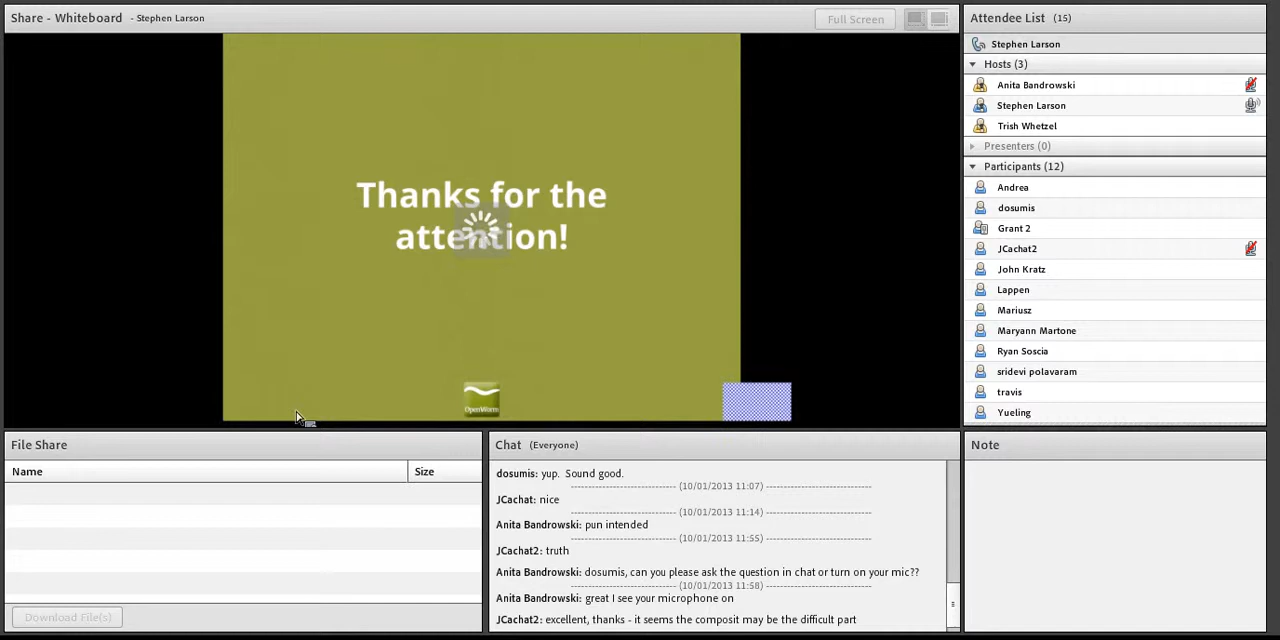 Share - Whiteboard - Stephen Larson
Full Screen
Thanks for the
attention!
OpenWorm
Attendee List (15)
Stephen Larson
Hosts (3)
Anita Bandrowski
Stephen Larson
Trish Whetzel
Presenters (0)
Participants (12)
Andrea
dosumis
Grant 2
JCachat2
John Kratz
Lappen
Mariusz
Maryann Martone
Ryan Soscia
sridevi polavaram
travis
Yueling
File Share
Name Size
Download File(s)
Chat (Everyone)
dosumis: yup. Sound good.
------------------------- (10/01/2013 11:07) -------------------------
JCachat: nice
------------------------- (10/01/2013 11:14) -------------------------
Anita Bandrowski: pun intended
------------------------- (10/01/2013 11:55) -------------------------
JCachat2: truth
Anita Bandrowski: dosumis, can you please ask the question in chat or turn on your mic??
------------------------- (10/01/2013 11:58) -------------------------
Anita Bandrowski: great I see your microphone on
JCachat2: excellent, thanks - it seems the composit may be the difficult part
Note